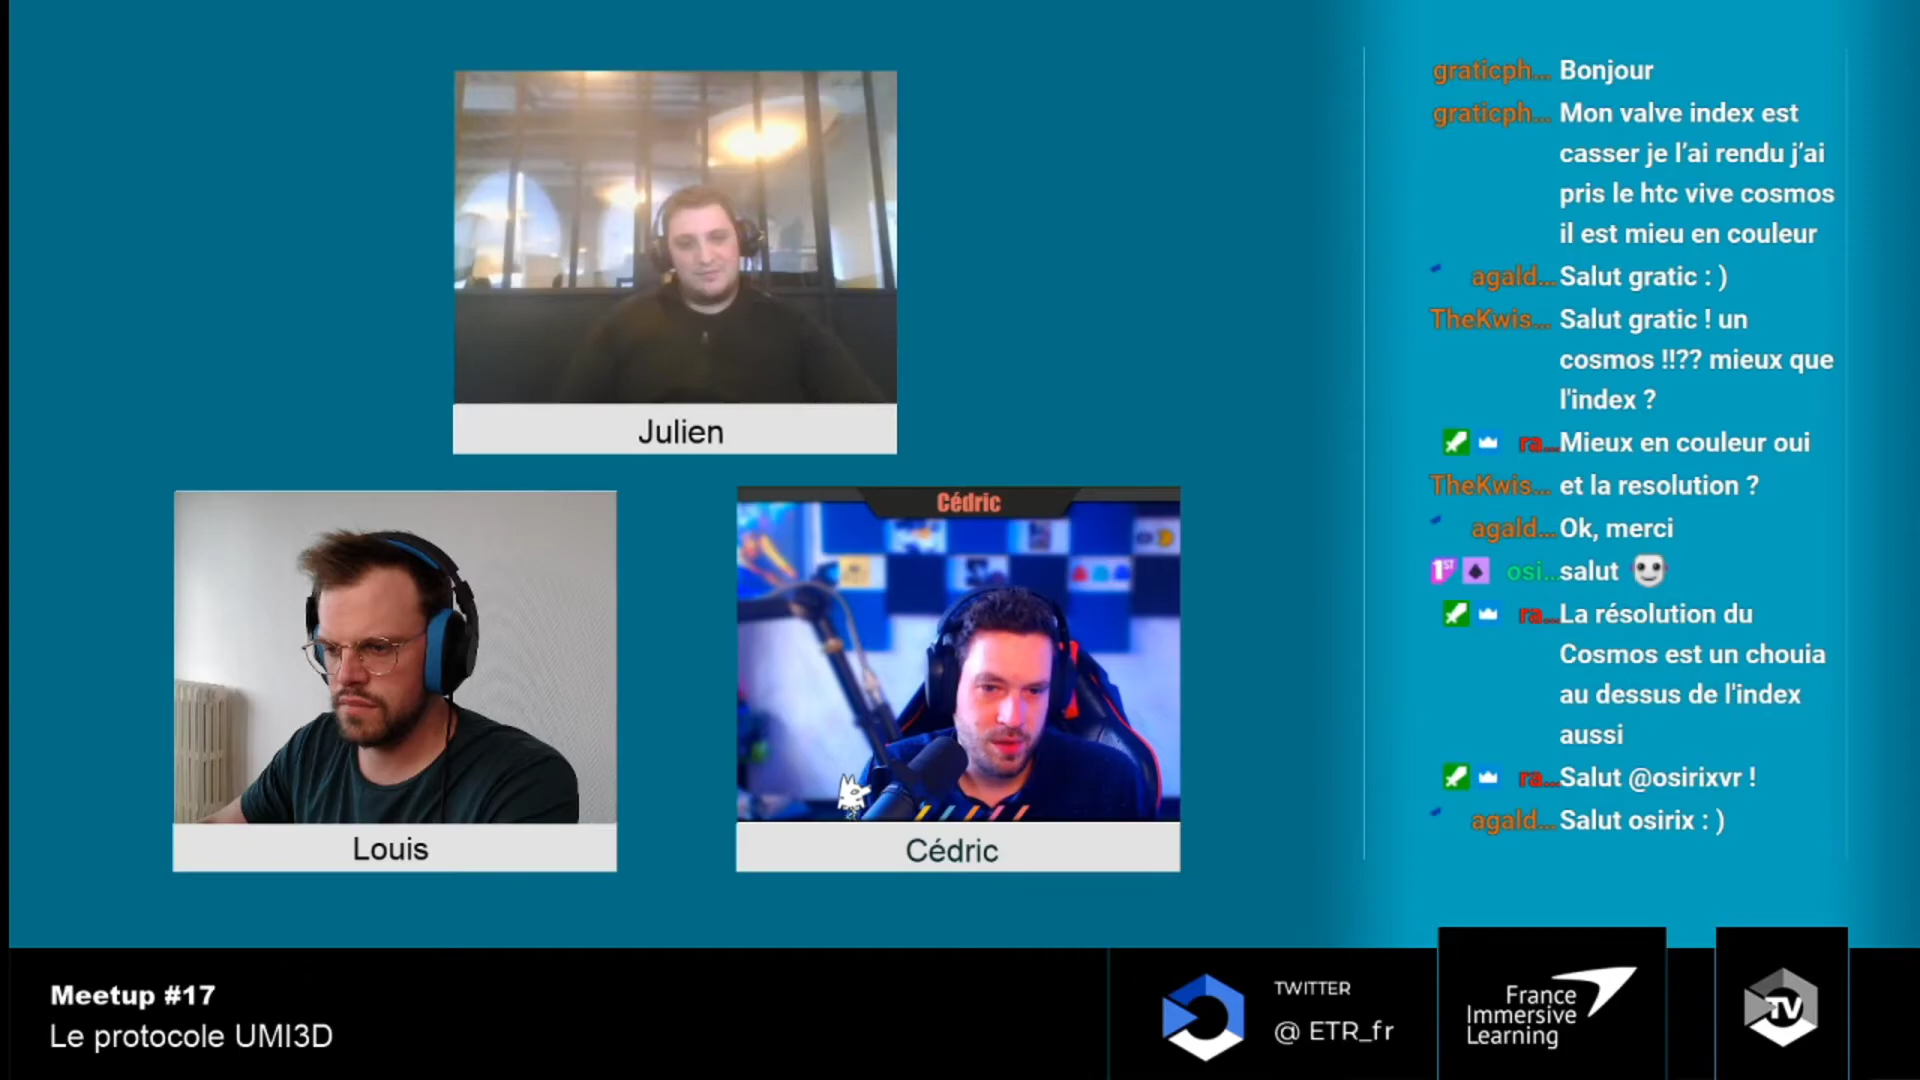 Julien
Louis
Cédric
Cédric
graticph... Bonjour
graticph... Mon valve index est
casser je l’ai rendu j’ai
pris le htc vive cosmos
il est mieu en couleur
agald... Salut gratic : )
TheKwis... Salut gratic ! un
cosmos !!?? mieux que
l'index ?
ra... Mieux en couleur oui
TheKwis... et la resolution ?
agald... Ok, merci
1ST osi... salut
ra... La résolution du
Cosmos est un chouia
au dessus de l'index
aussi
ra... Salut @osirixvr !
agald... Salut osirix : )
Meetup #17
Le protocole UMI3D
TWITTER
@ ETR_fr
France
Immersive
Learning
TV